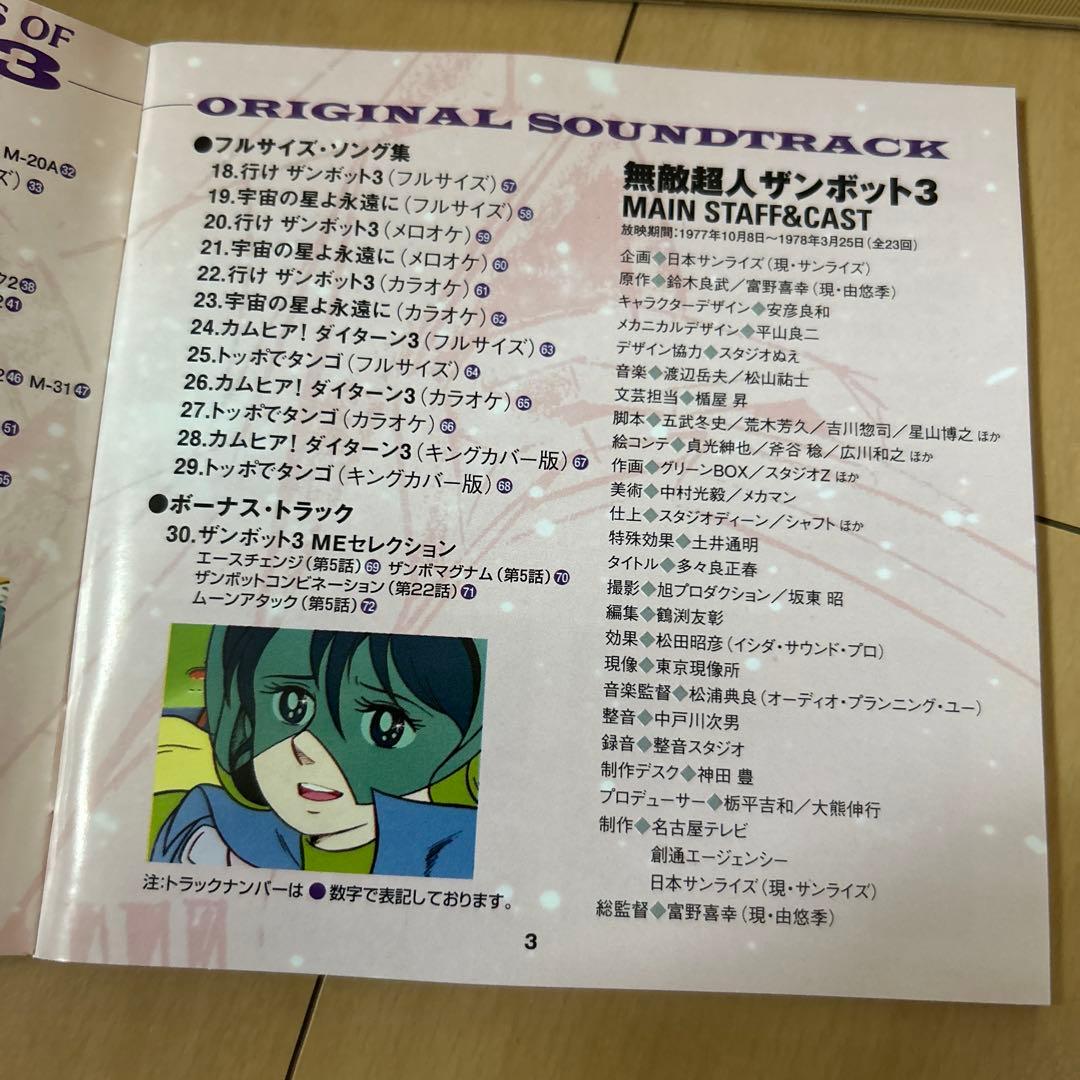 S OF
3
M-20A㉜
ズ）㉝
ク2㊳
2㊶
2㊻ M-31㊼
51
55
ORIGINAL SOUNDTRACK
●フルサイズ・ソング集
18.行け ザンボット3（フルサイズ）57
19.宇宙の星よ永遠に（フルサイズ）58
20.行け ザンボット3（メロオケ）59
21.宇宙の星よ永遠に（メロオケ）60
22.行け ザンボット3（カラオケ）61
23.宇宙の星よ永遠に（カラオケ）62
24.カムヒア！ダイターン3（フルサイズ）63
25.トッポでタンゴ（フルサイズ）64
26.カムヒア！ダイターン3（カラオケ）65
27.トッポでタンゴ（カラオケ）66
28.カムヒア！ダイターン3（キングカバー版）67
29.トッポでタンゴ（キングカバー版）68
●ボーナス・トラック
30.ザンボット3 MEセレクション
エースチェンジ（第5話）69 ザンボマグナム（第5話）70
ザンボットコンビネーション（第22話）71
ムーンアタック（第5話）72
注:トラックナンバーは●数字で表記しております。
無敵超人ザンボット3
MAIN STAFF&CAST
放映期間：1977年10月8日～1978年3月25日（全23回）
企画◆日本サンライズ（現・サンライズ）
原作◆鈴木良武／富野喜幸（現・由悠季）
キャラクターデザイン◆安彦良和
メカニカルデザイン◆平山良二
デザイン協力◆スタジオぬえ
音楽◆渡辺岳夫／松山祐士
文芸担当◆楯屋 昇
脚本◆五武冬史／荒木芳久／吉川惣司／星山博之 ほか
絵コンテ◆貞光紳也／斧谷 稔／広川和之 ほか
作画◆グリーンBOX／スタジオZ ほか
美術◆中村光毅／メカマン
仕上◆スタジオディーン／シャフト ほか
特殊効果◆土井通明
タイトル◆多々良正春
撮影◆旭プロダクション／坂東 昭
編集◆鶴渕友彰
効果◆松田昭彦（イシダ・サウンド・プロ）
現像◆東京現像所
音楽監督◆松浦典良（オーディオ・プランニング・ユー）
整音◆中戸川次男
録音◆整音スタジオ
制作デスク◆神田 豊
プロデューサー◆栃平吉和／大熊伸行
制作◆名古屋テレビ
創通エージェンシー
日本サンライズ（現・サンライズ）
総監督◆富野喜幸（現・由悠季）
3